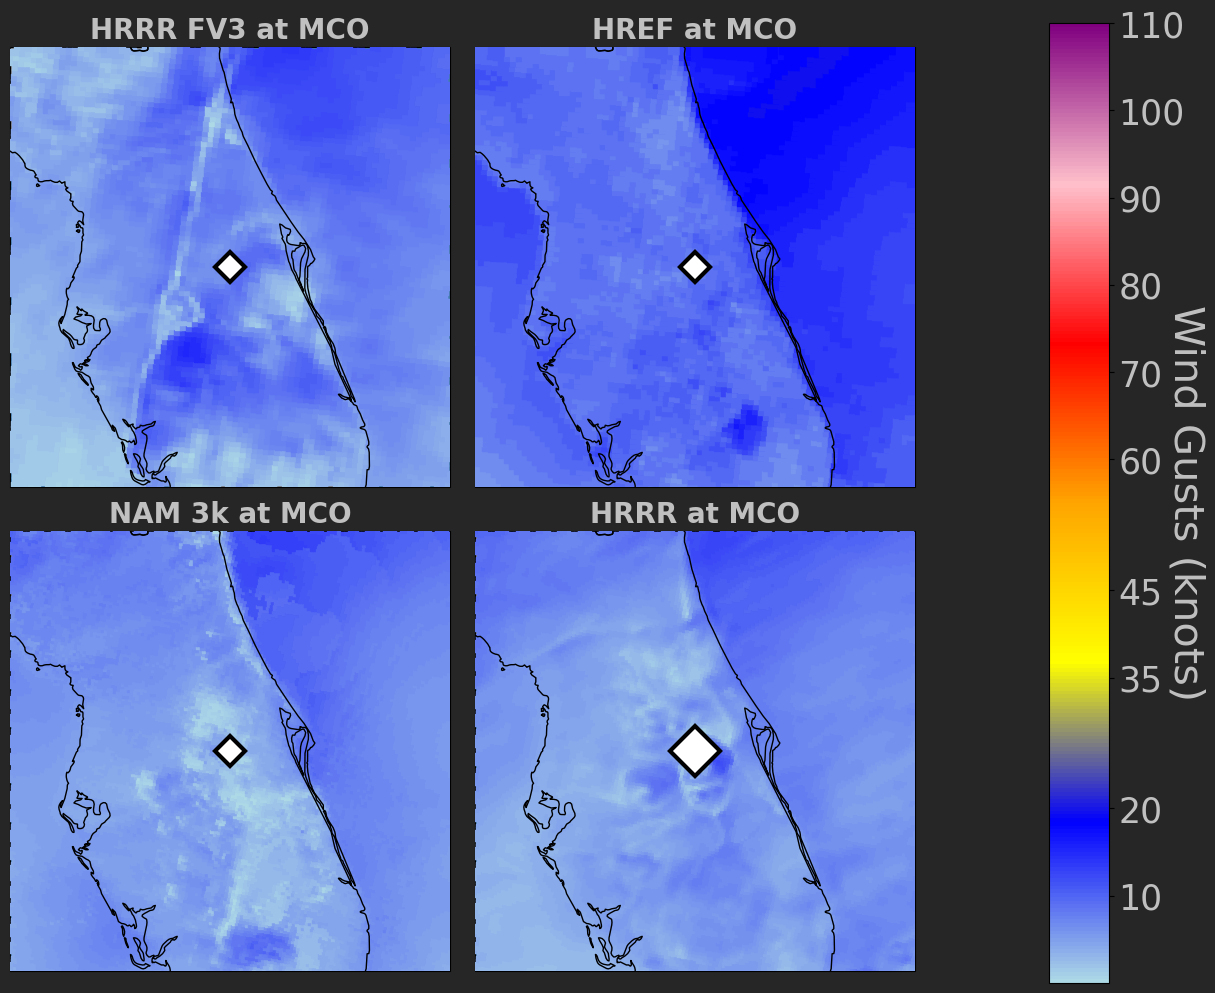 HRRR FV3 at MCO
HREF at MCO
NAM 3k at MCO
HRRR at MCO
110
100
90
80
70
60
45
35
20
10
Wind Gusts (knots)